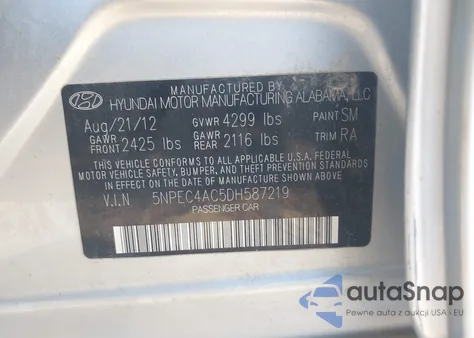 MANUFACTURED BY
HYUNDAI MOTOR MANUFACTURING ALABAMA, LLC
Aug/21/12 GVWR 4299 lbs PAINT SM
GAWR FRONT 2425 lbs GAWR REAR 2116 lbs TRIM RA
THIS VEHICLE CONFORMS TO ALL APPLICABLE U.S.A. FEDERAL
MOTOR VEHICLE SAFETY, BUMPER, AND THEFT PREVENTION
STANDARDS IN EFFECT ON THE DATE OF MANUFACTURE SHOWN ABOVE.
V.I.N 5NPEC4AC5DH587219
PASSENGER CAR
autoSnap
Pewne auta z aukcji USA i EU